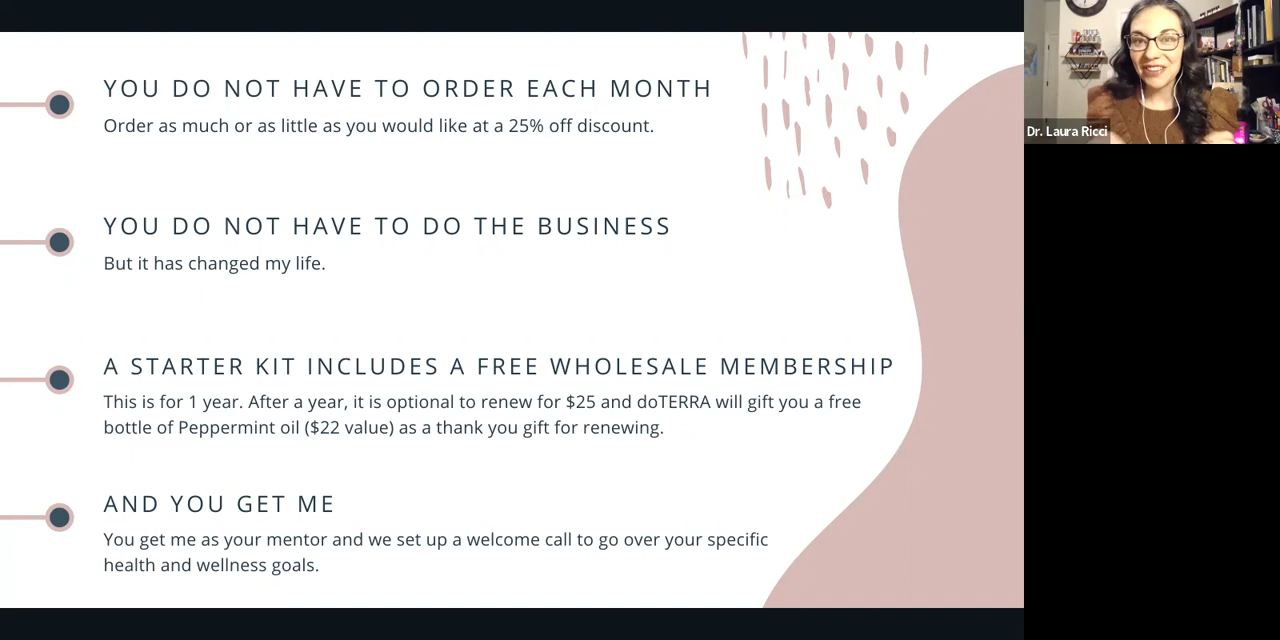 YOU DO NOT HAVE TO ORDER EACH MONTH
Order as much or as little as you would like at a 25% off discount.
YOU DO NOT HAVE TO DO THE BUSINESS
But it has changed my life.
A STARTER KIT INCLUDES A FREE WHOLESALE MEMBERSHIP
This is for 1 year. After a year, it is optional to renew for $25 and doTERRA will gift you a free
bottle of Peppermint oil ($22 value) as a thank you gift for renewing.
AND YOU GET ME
You get me as your mentor and we set up a welcome call to go over your specific
health and wellness goals.
Dr. Laura Ricci